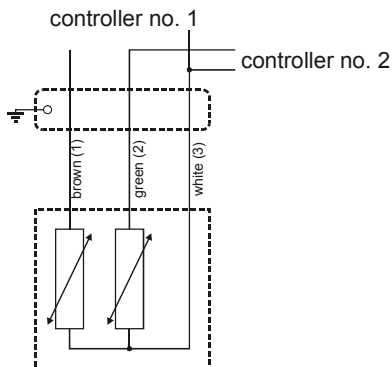 controller no. 1
controller no. 2
brown (1)
green (2)
white (3)